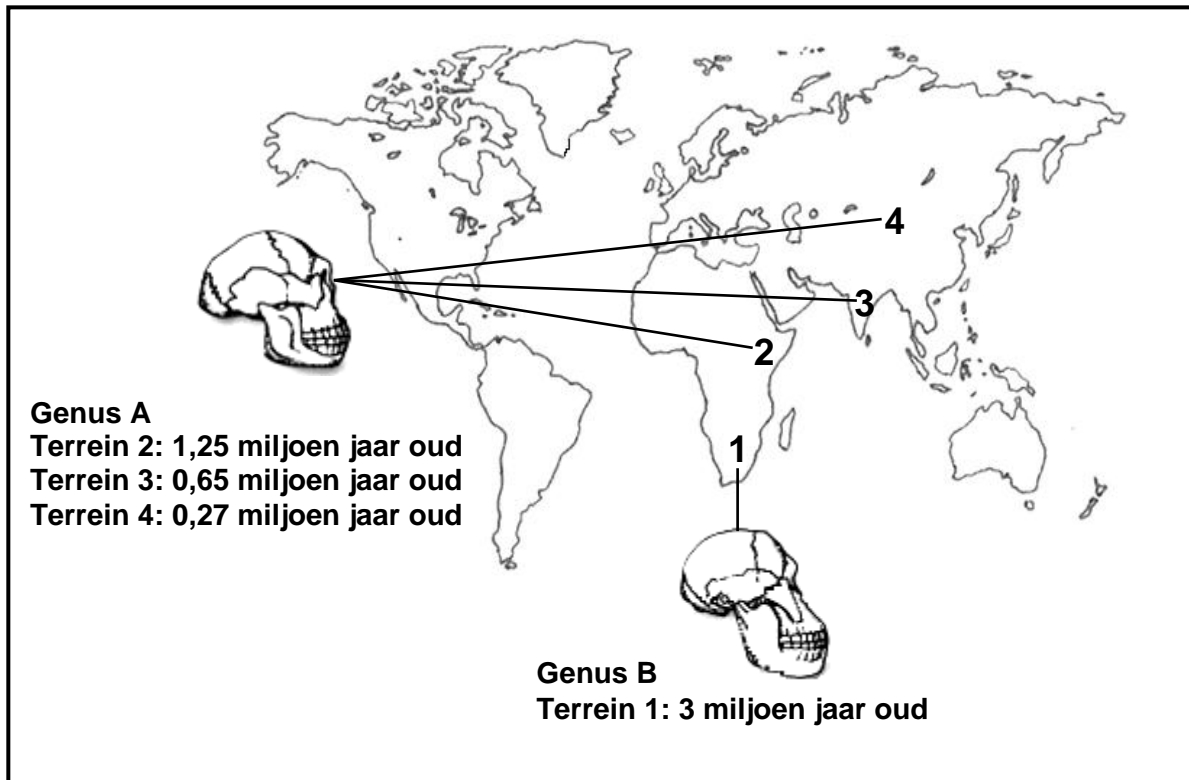 4
3
2
1
Genus A
Terrein 2: 1,25 miljoen jaar oud
Terrein 3: 0,65 miljoen jaar oud
Terrein 4: 0,27 miljoen jaar oud
Genus B
Terrein 1: 3 miljoen jaar oud